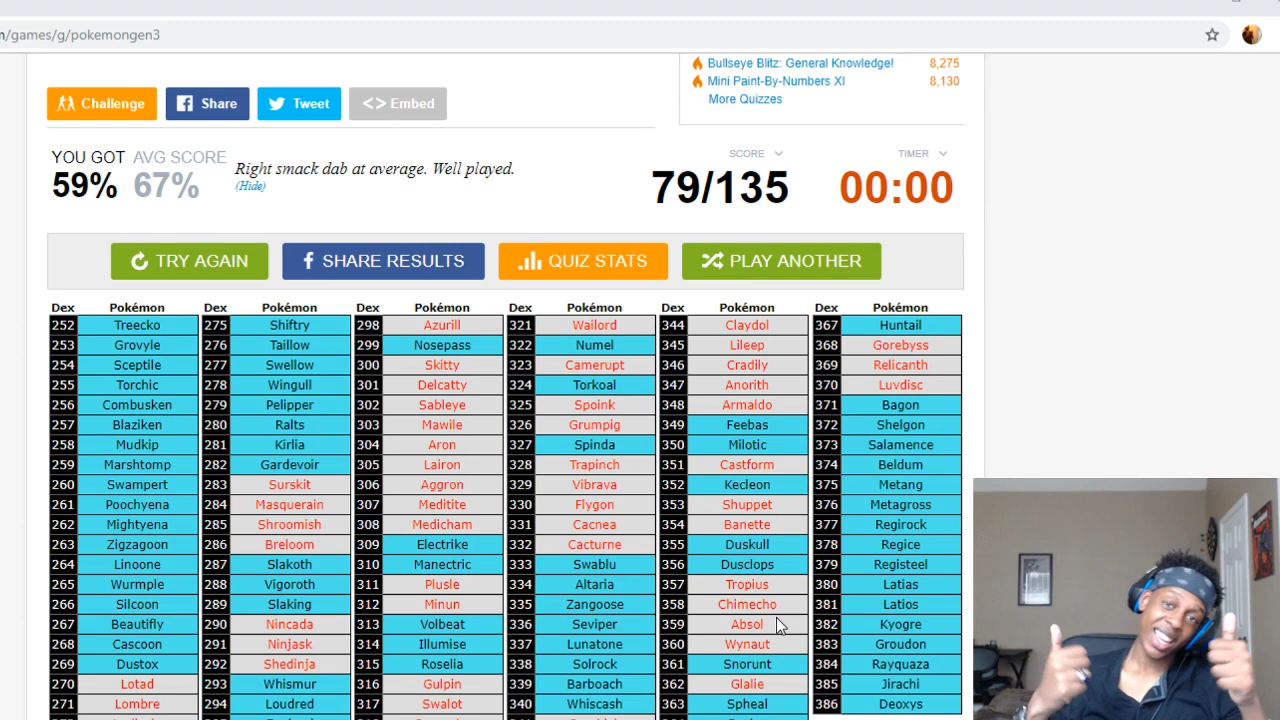 n/games/g/pokemongen3
Bullseye Blitz: General Knowledge! 8,275
Mini Paint-By-Numbers XI 8,130
More Quizzes
Challenge Share Tweet <> Embed
YOU GOT AVG SCORE
59% 67%
Right smack dab at average. Well played.
(Hide)
SCORE TIMER
79/135 00:00
TRY AGAIN SHARE RESULTS QUIZ STATS PLAY ANOTHER
Dex Pokémon Dex Pokémon Dex Pokémon Dex Pokémon Dex Pokémon Dex Pokémon
252 Treecko 275 Shiftry 298 Azurill 321 Wailord 344 Claydol 367 Huntail
253 Grovyle 276 Taillow 299 Nosepass 322 Numel 345 Lileep 368 Gorebyss
254 Sceptile 277 Swellow 300 Skitty 323 Camerupt 346 Cradily 369 Relicanth
255 Torchic 278 Wingull 301 Delcatty 324 Torkoal 347 Anorith 370 Luvdisc
256 Combusken 279 Pelipper 302 Sableye 325 Spoink 348 Armaldo 371 Bagon
257 Blaziken 280 Ralts 303 Mawile 326 Grumpig 349 Feebas 372 Shelgon
258 Mudkip 281 Kirlia 304 Aron 327 Spinda 350 Milotic 373 Salamence
259 Marshtomp 282 Gardevoir 305 Lairon 328 Trapinch 351 Castform 374 Beldum
260 Swampert 283 Surskit 306 Aggron 329 Vibrava 352 Kecleon 375 Metang
261 Poochyena 284 Masquerain 307 Meditite 330 Flygon 353 Shuppet 376 Metagross
262 Mightyena 285 Shroomish 308 Medicham 331 Cacnea 354 Banette 377 Regirock
263 Zigzagoon 286 Breloom 309 Electrike 332 Cacturne 355 Duskull 378 Regice
264 Linoone 287 Slakoth 310 Manectric 333 Swablu 356 Dusclops 379 Registeel
265 Wurmple 288 Vigoroth 311 Plusle 334 Altaria 357 Tropius 380 Latias
266 Silcoon 289 Slaking 312 Minun 335 Zangoose 358 Chimecho 381 Latios
267 Beautifly 290 Nincada 313 Volbeat 336 Seviper 359 Absol 382 Kyogre
268 Cascoon 291 Ninjask 314 Illumise 337 Lunatone 360 Wynaut 383 Groudon
269 Dustox 292 Shedinja 315 Roselia 338 Solrock 361 Snorunt 384 Rayquaza
270 Lotad 293 Whismur 316 Gulpin 339 Barboach 362 Glalie 385 Jirachi
271 Lombre 294 Loudred 317 Swalot 340 Whiscash 363 Spheal 386 Deoxys